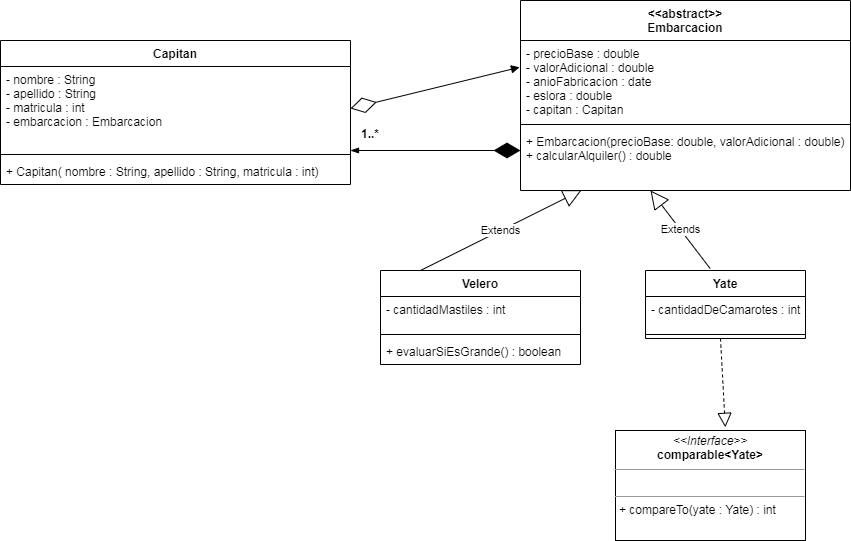 Capitan
- nombre : String
- apellido : String
- matricula : int
- embarcacion : Embarcacion
+ Capitan( nombre : String, apellido : String, matricula : int)
1..*
<<abstract>>
Embarcacion
- precioBase : double
- valorAdicional : double
- anioFabricacion : date
- eslora : double
- capitan : Capitan
+ Embarcacion(precioBase: double, valorAdicional : double)
+ calcularAlquiler() : double
Extends
Extends
Velero
- cantidadMastiles : int
+ evaluarSiEsGrande() : boolean
Yate
- cantidadDeCamarotes : int
<<Interface>>
comparable<Yate>
+ compareTo(yate : Yate) : int